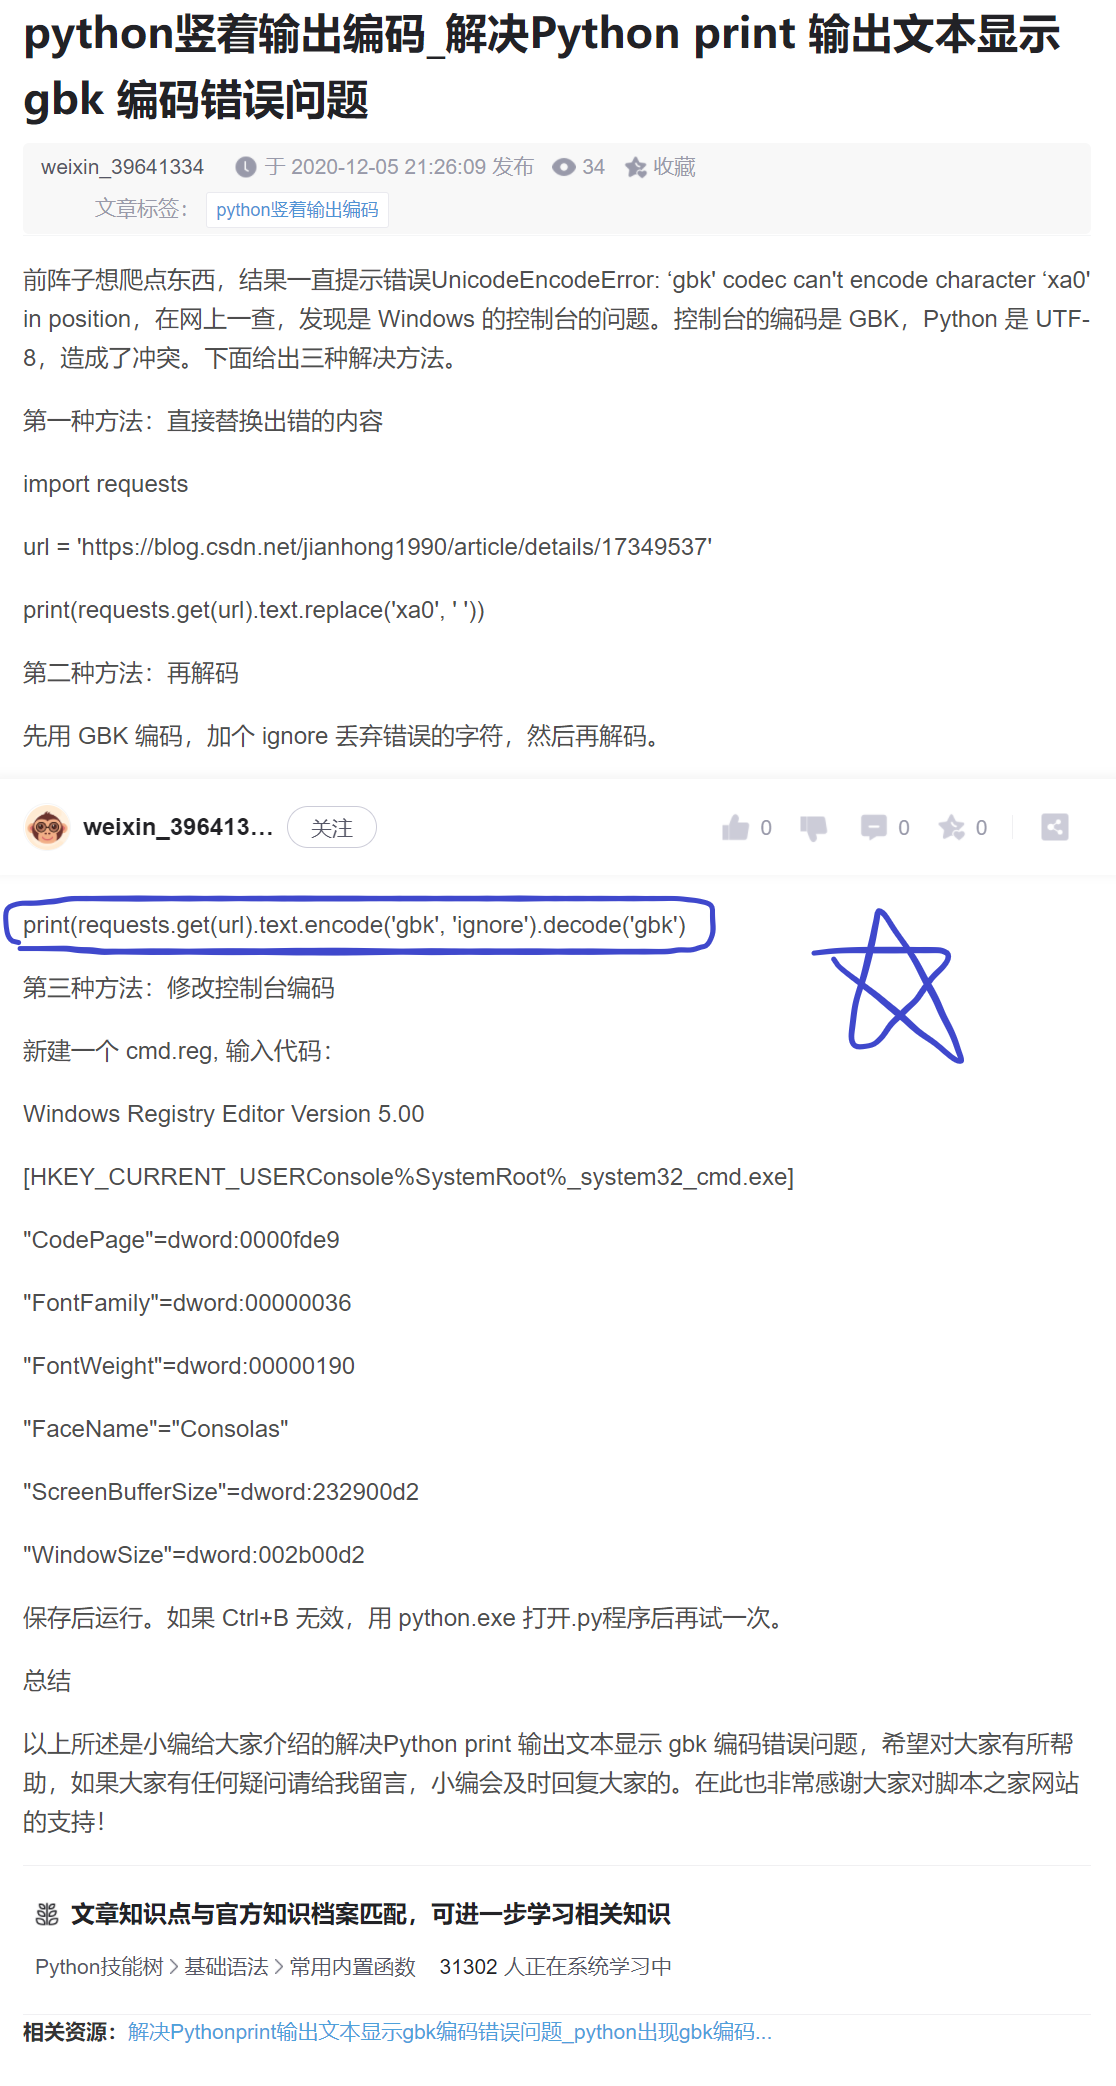 python竖着输出编码_解决Python print 输出文本显示
gbk 编码错误问题
weixin_39641334 于 2020-12-05 21:26:09 发布 34 收藏
文章标签： python竖着输出编码
前阵子想爬点东西，结果一直提示错误UnicodeEncodeError: ‘gbk' codec can't encode character ‘xa0'
in position，在网上一查，发现是 Windows 的控制台的问题。控制台的编码是 GBK，Python 是 UTF-
8，造成了冲突。下面给出三种解决方法。
第一种方法：直接替换出错的内容
import requests
url = 'https://blog.csdn.net/jianhong1990/article/details/17349537'
print(requests.get(url).text.replace('xa0', ' '))
第二种方法：再解码
先用 GBK 编码，加个 ignore 丢弃错误的字符，然后再解码。
weixin_396413... 关注 0 0 0
print(requests.get(url).text.encode('gbk', 'ignore').decode('gbk')
第三种方法：修改控制台编码
新建一个 cmd.reg, 输入代码：
Windows Registry Editor Version 5.00
[HKEY_CURRENT_USERConsole%SystemRoot%_system32_cmd.exe]
"CodePage"=dword:0000fde9
"FontFamily"=dword:00000036
"FontWeight"=dword:00000190
"FaceName"="Consolas"
"ScreenBufferSize"=dword:232900d2
"WindowSize"=dword:002b00d2
保存后运行。如果 Ctrl+B 无效，用 python.exe 打开.py程序后再试一次。
总结
以上所述是小编给大家介绍的解决Python print 输出文本显示 gbk 编码错误问题，希望对大家有所帮
助，如果大家有任何疑问请给我留言，小编会及时回复大家的。在此也非常感谢大家对脚本之家网站
的支持！
文章知识点与官方知识档案匹配，可进一步学习相关知识
Python技能树 > 基础语法 > 常用内置函数 31302 人正在系统学习中
相关资源：解决Pythonprint输出文本显示gbk编码错误问题_python出现gbk编码...